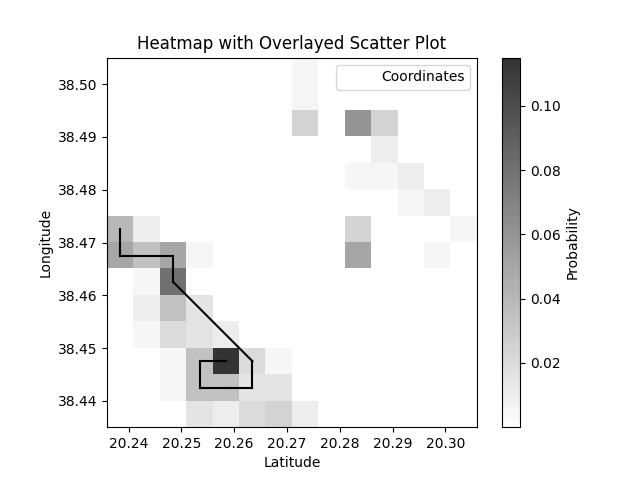 Heatmap with Overlayed Scatter Plot
Coordinates
38.50
38.49
38.48
38.47
38.46
38.45
38.44
Longitude
20.24 20.25 20.26 20.27 20.28 20.29 20.30
Latitude
0.10
0.08
0.06
0.04
0.02
Probability